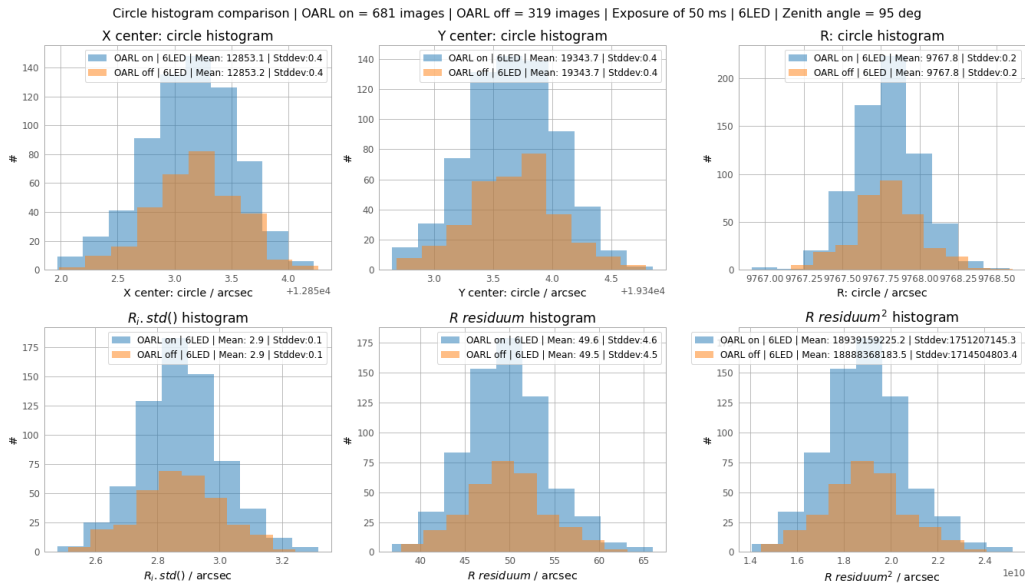 Circle histogram comparison | OARL on = 681 images | OARL off = 319 images | Exposure of 50 ms | 6LED | Zenith angle = 95 deg
X center: circle histogram
OARL on | 6LED | Mean: 12853.1 | Stddev:0.4
OARL off | 6LED | Mean: 12853.2 | Stddev:0.4
#
140
120
100
80
60
40
20
0
2.0
2.5
3.0
3.5
4.0
+1.285e4
X center: circle / arcsec
Y center: circle histogram
OARL on | 6LED | Mean: 19343.7 | Stddev:0.4
OARL off | 6LED | Mean: 19343.7 | Stddev:0.4
#
140
120
100
80
60
40
20
0
3.0
3.5
4.0
4.5
+1.934e4
Y center: circle / arcsec
R: circle histogram
OARL on | 6LED | Mean: 9767.8 | Stddev:0.2
OARL off | 6LED | Mean: 9767.8 | Stddev:0.2
#
200
150
100
50
0
9767.00
9767.25
9767.50
9767.75
9768.00
9768.25
9768.50
R: circle / arcsec
R_i.std() histogram
OARL on | 6LED | Mean: 2.9 | Stddev:0.1
OARL off | 6LED | Mean: 2.9 | Stddev:0.1
#
175
150
125
100
75
50
25
0
2.6
2.8
3.0
3.2
R_i.std() / arcsec
R residuum histogram
OARL on | 6LED | Mean: 49.6 | Stddev:4.6
OARL off | 6LED | Mean: 49.5 | Stddev:4.5
#
175
150
125
100
75
50
25
0
40
45
50
55
60
65
R residuum / arcsec
R residuum² histogram
OARL on | 6LED | Mean: 18939159225.2 | Stddev:1751207145.3
OARL off | 6LED | Mean: 18888368183.5 | Stddev:1714504803.4
#
175
150
125
100
75
50
25
0
1.4
1.6
1.8
2.0
2.2
2.4
1e10
R residuum² / arcsec